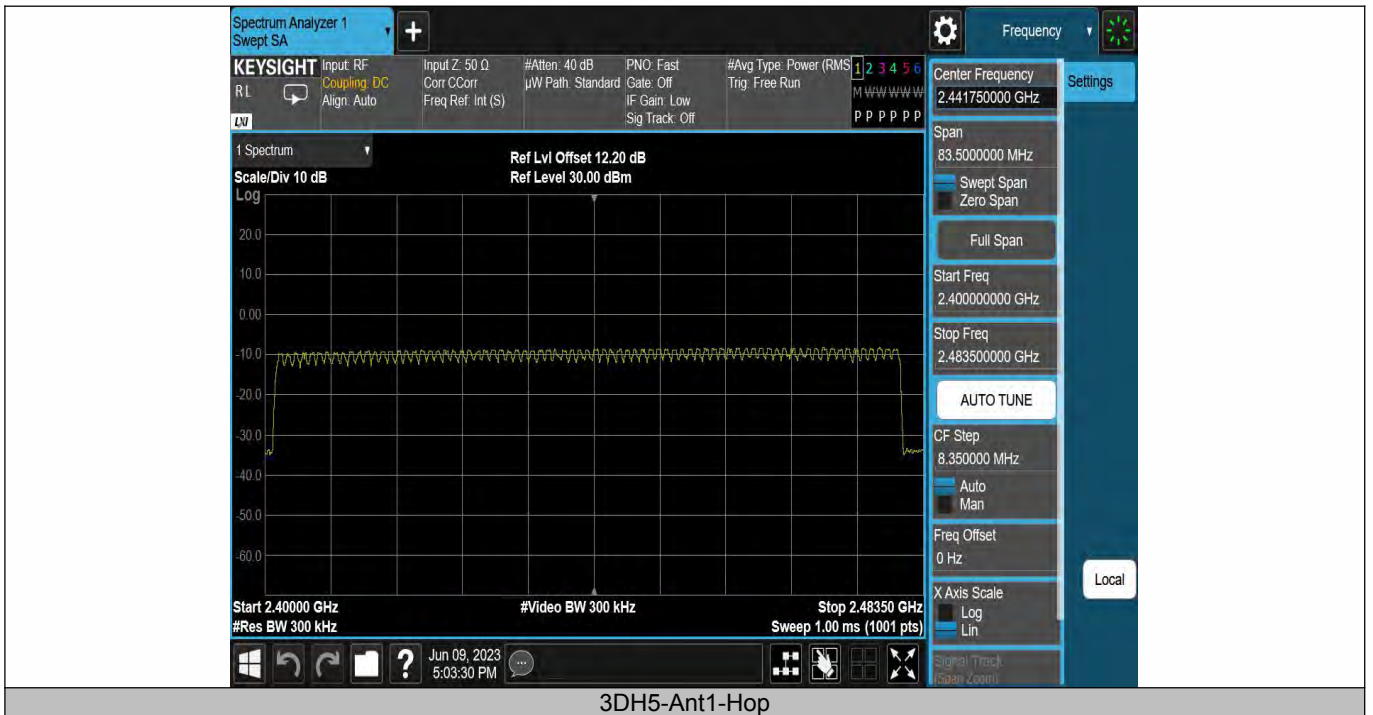 Spectrum Analyzer 1
Swept SA
+
Frequency
KEYSIGHT
RL
LXI
Input: RF
Coupling: DC
Align: Auto
Input Z: 50 Ω
Corr CCorr
Freq Ref: Int (S)
#Atten: 40 dB
µW Path: Standard
PNO: Fast
Gate: Off
IF Gain: Low
Sig Track: Off
#Avg Type: Power (RMS
Trig: Free Run
1 2 3 4 5 6
M W W W W W
P P P P P P
1 Spectrum
Scale/Div 10 dB
Ref Lvl Offset 12.20 dB
Ref Level 30.00 dBm
Log
20.0
10.0
0.00
-10.0
-20.0
-30.0
-40.0
-50.0
-60.0
Start 2.40000 GHz
#Video BW 300 kHz
Stop 2.48350 GHz
#Res BW 300 kHz
Sweep 1.00 ms (1001 pts)
Center Frequency
2.441750000 GHz
Settings
Span
83.5000000 MHz
Swept Span
Zero Span
Full Span
Start Freq
2.400000000 GHz
Stop Freq
2.483500000 GHz
AUTO TUNE
CF Step
8.350000 MHz
Auto
Man
Freq Offset
0 Hz
X Axis Scale
Log
Lin
Signal Track
(Span Zoom)
Local
?
Jun 09, 2023
5:03:30 PM
3DH5-Ant1-Hop